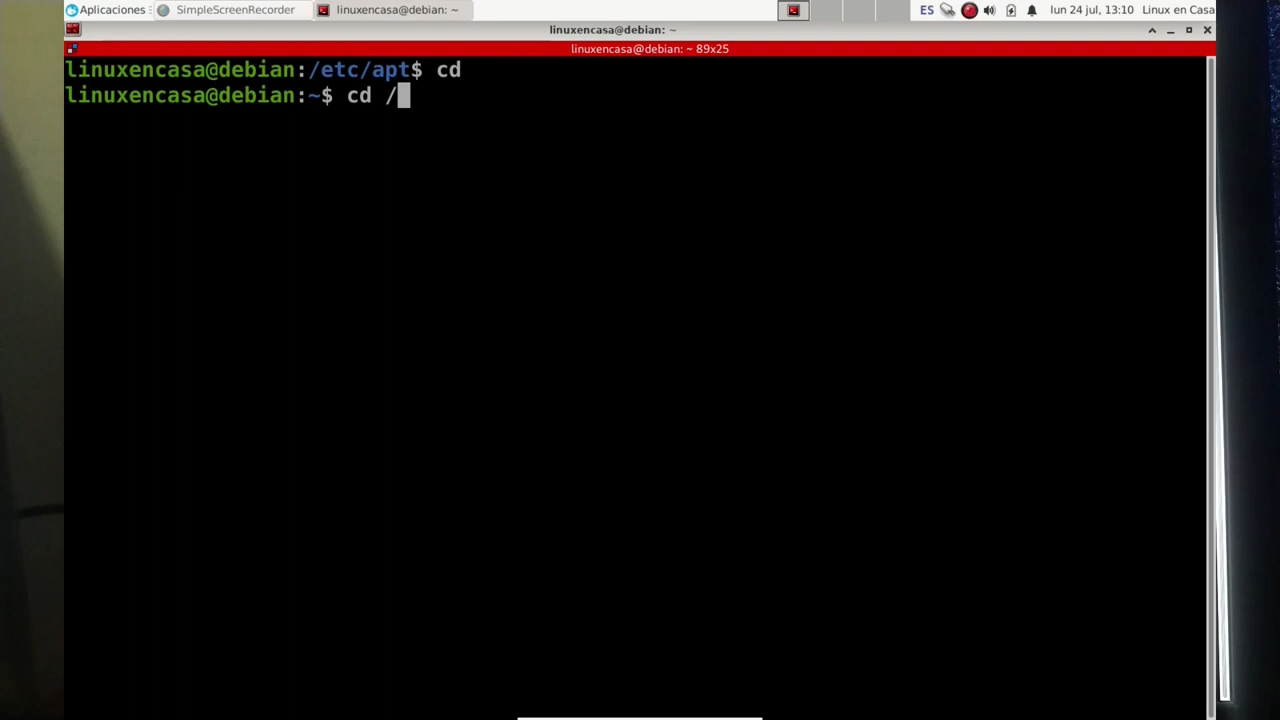 Aplicaciones SimpleScreenRecorder linuxencasa@debian: ~ ES lun 24 jul, 13:10 Linux en Casa
linuxencasa@debian: ~
linuxencasa@debian: ~ 89x25
linuxencasa@debian:/etc/apt$ cd
linuxencasa@debian:~$ cd /